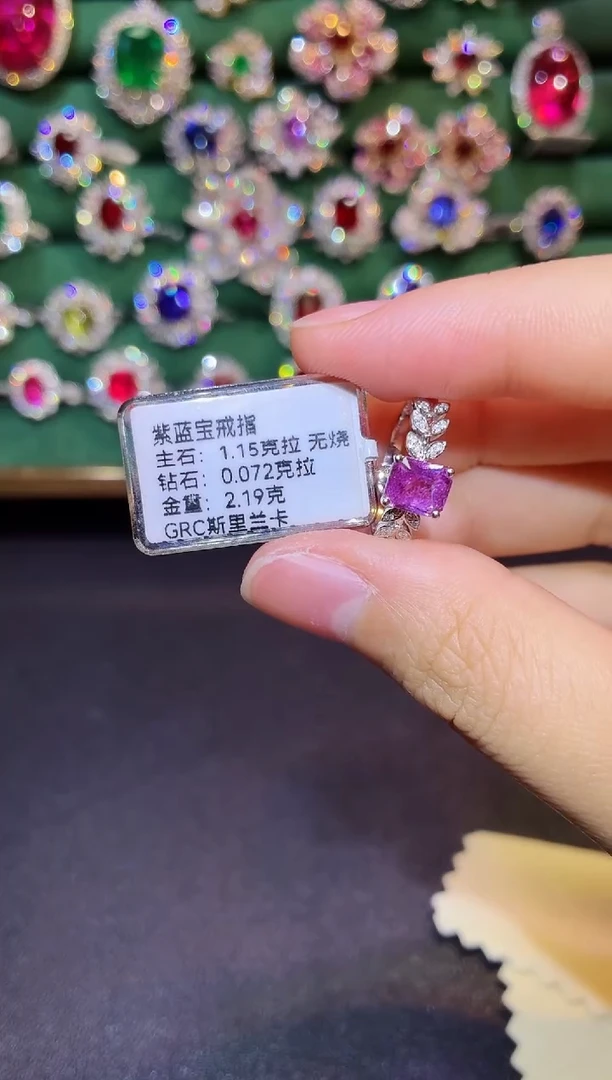 紫蓝宝戒指
主石：1.15克拉 无烧
钻石：0.072克拉
金重：2.19克
GRC斯里兰卡